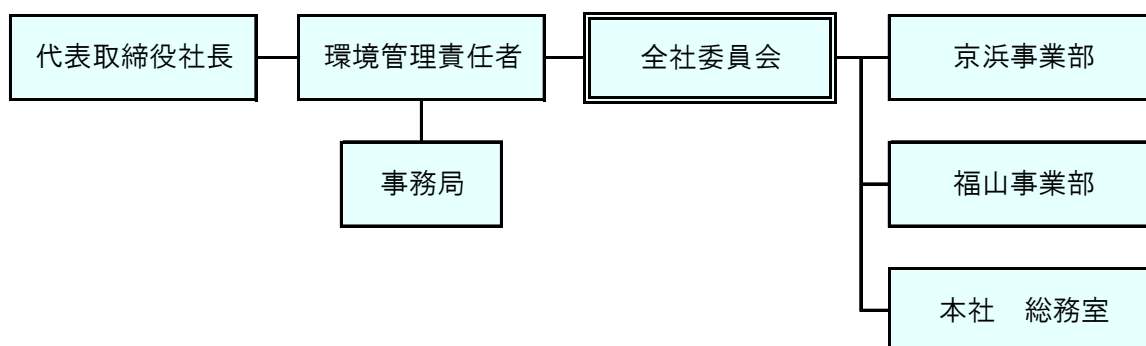 代表取締役社長
環境管理責任者
全社委員会
京浜事業部
事務局
福山事業部
本社　総務室